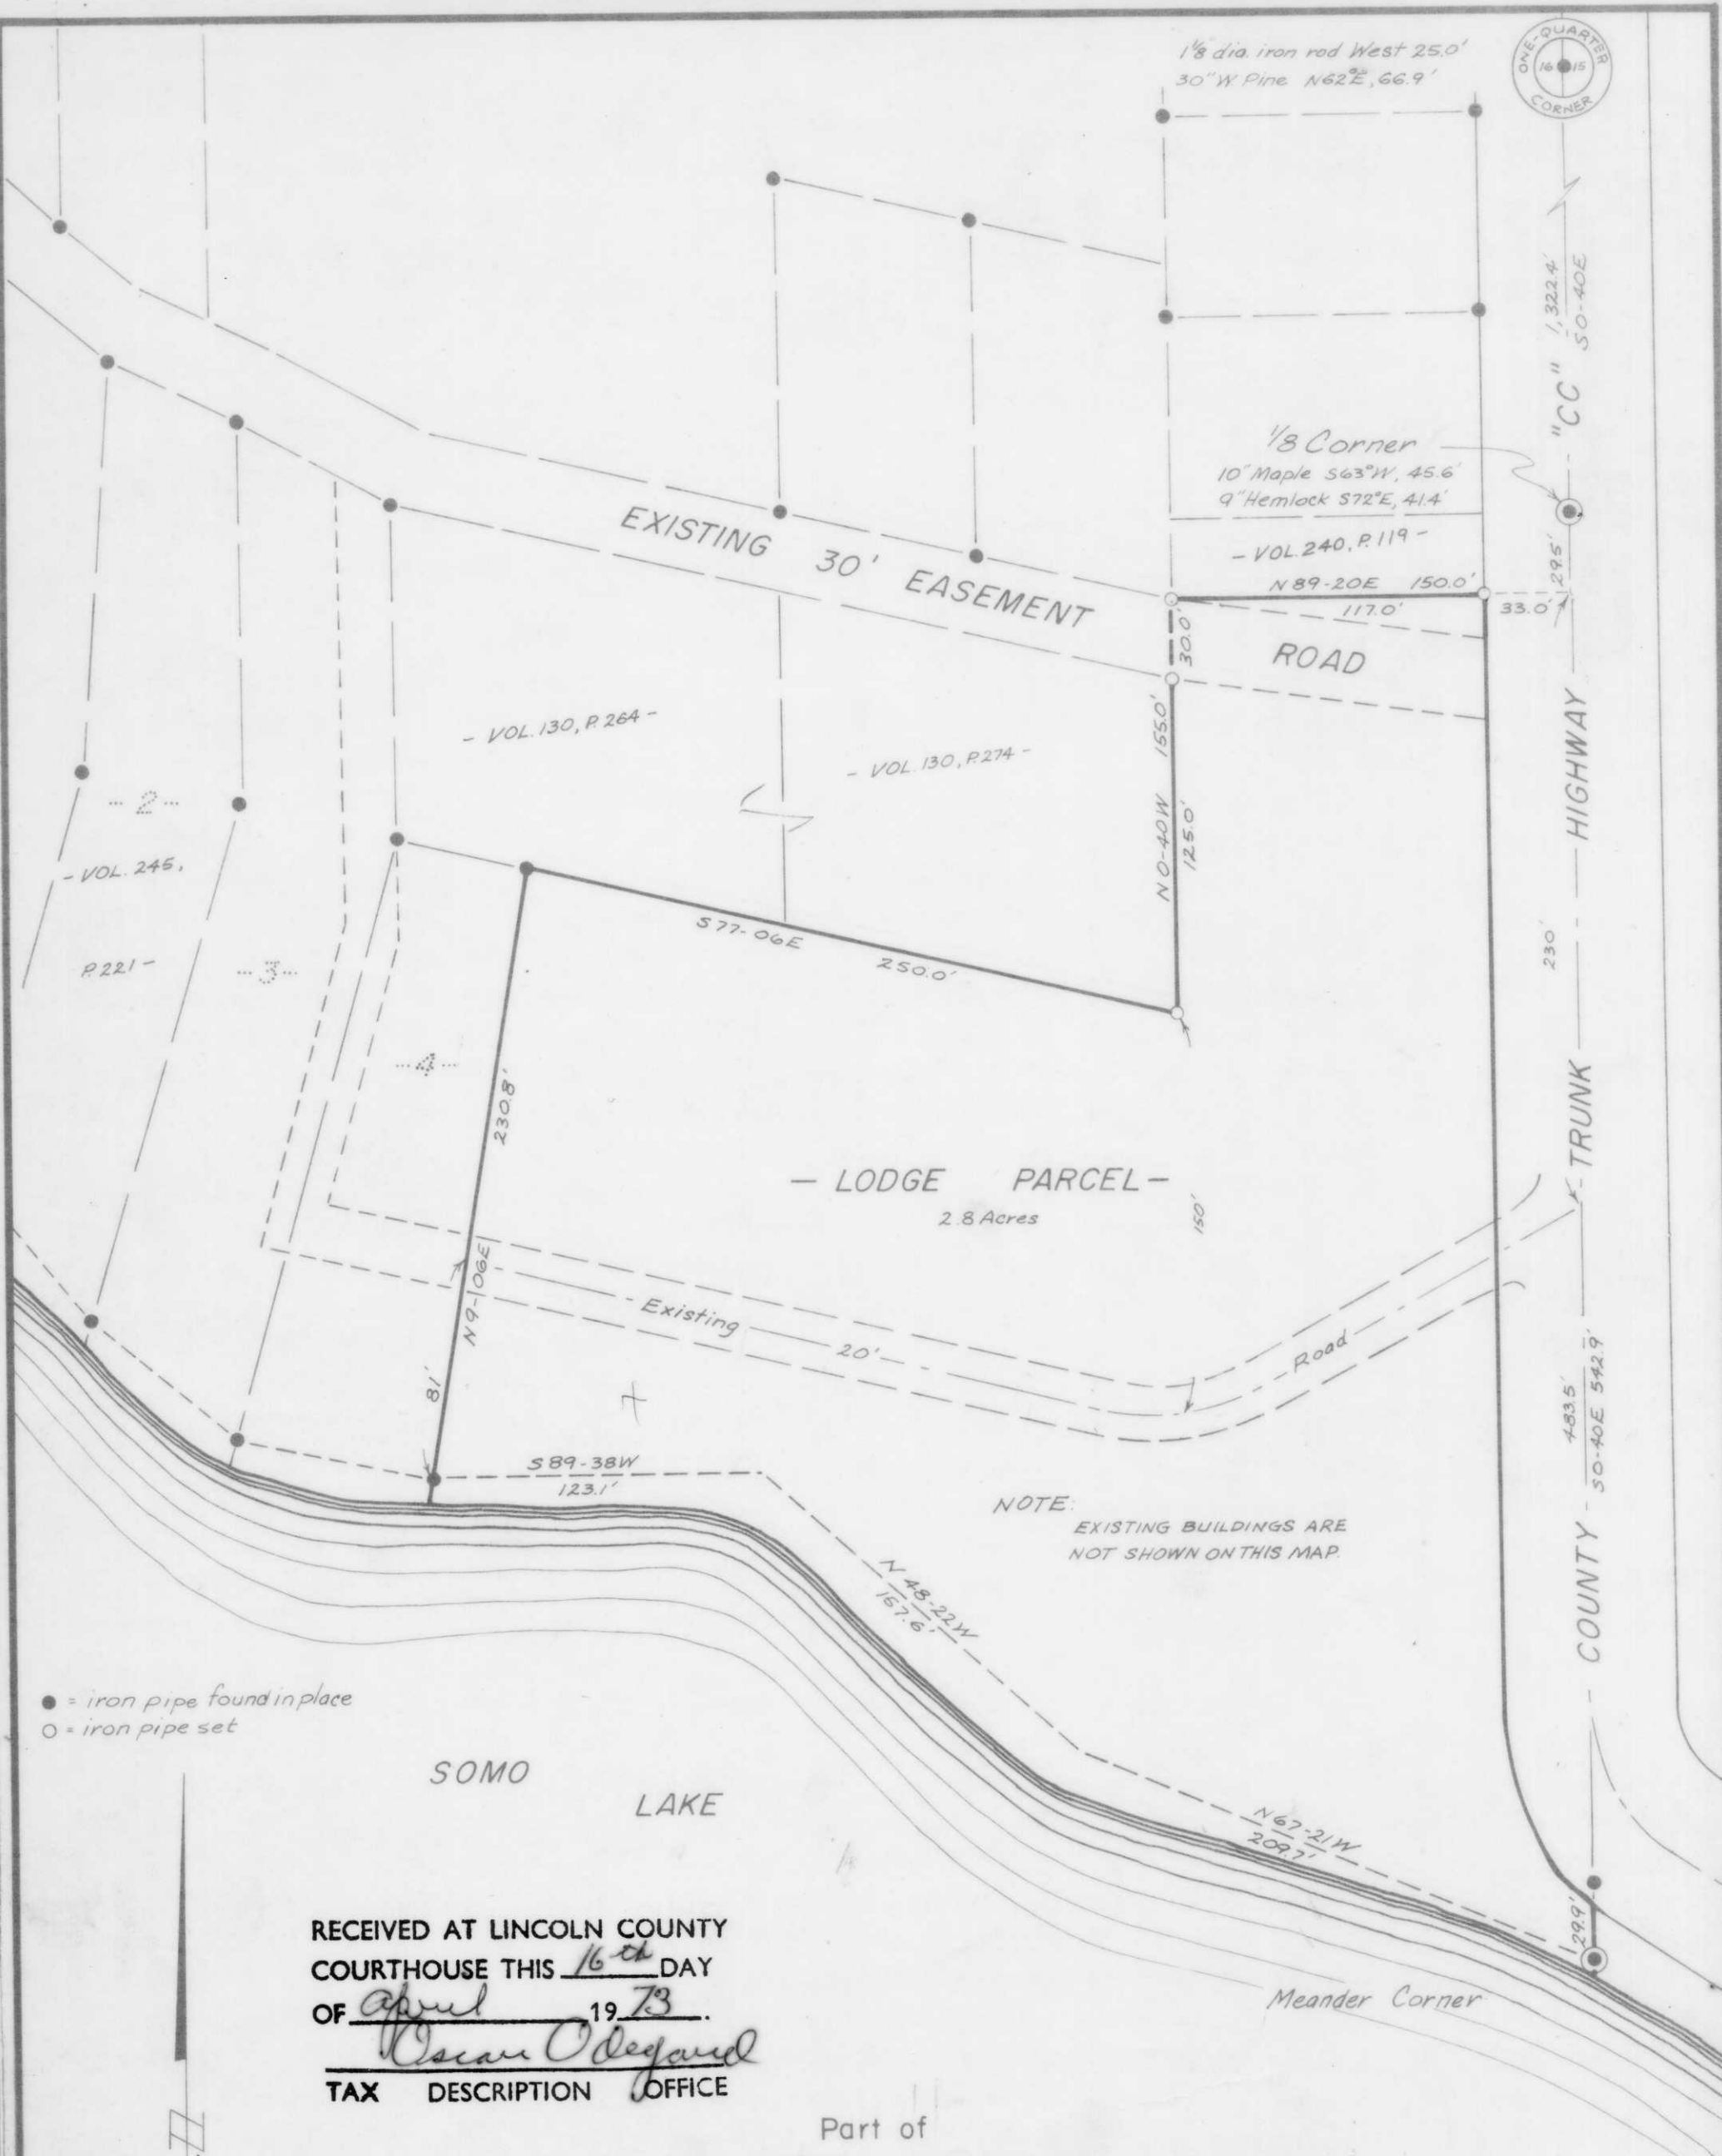 1⅛ dia. iron rod West 25.0'
30" W. Pine N62°E, 66.9'
ONE-QUARTER
16 15
CORNER
1,322.4'
S0-40E
"CC"
1/8 Corner
10" Maple S63°W, 45.6'
9" Hemlock S72°E, 41.4'
- VOL. 240, P. 119 -
29.5'
N 89-20E 150.0'
117.0'
33.0'
EXISTING 30' EASEMENT
ROAD
30.0'
N 0-40W 155.0'
125.0'
HIGHWAY
- VOL. 130, P. 264 -
- VOL. 130, P. 274 -
- 2 -
- VOL. 245,
P. 221 -
- 3 -
- 4 -
S 77-06E
250.0'
230'
230.8'
TRUNK
- LODGE PARCEL -
2.8 Acres
150'
N9-06E
Existing
20'
Road
81'
483.5'
S0-40E 542.9'
COUNTY
S 89-38W
123.1'
NOTE:
EXISTING BUILDINGS ARE
NOT SHOWN ON THIS MAP.
N 48-22W
167.6'
● = iron pipe found in place
○ = iron pipe set
SOMO
LAKE
N 67-21W
209.7'
29.9'
Meander Corner
RECEIVED AT LINCOLN COUNTY
COURTHOUSE THIS 16th DAY
OF April 19 73.
Oscar Odegard
TAX DESCRIPTION OFFICE
Part of